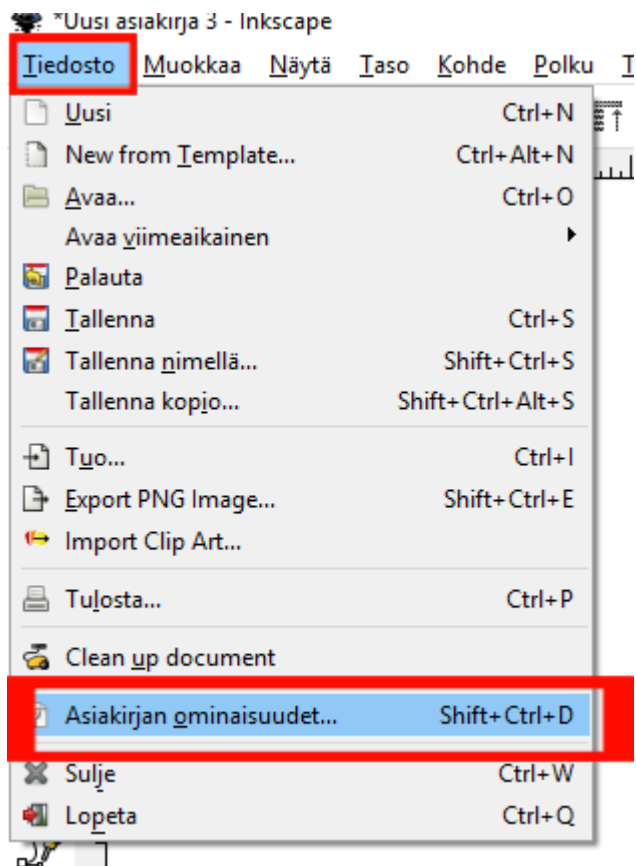 *Uusi asiakirja 3 - Inkscape
Tiedosto Muokkaa Näytä Taso Kohde Polku
Uusi Ctrl+N
New from Template... Ctrl+Alt+N
Avaa... Ctrl+O
Avaa viimeaikainen
Palauta
Tallenna Ctrl+S
Tallenna nimellä... Shift+Ctrl+S
Tallenna kopio... Shift+Ctrl+Alt+S
Tuo... Ctrl+I
Export PNG Image... Shift+Ctrl+E
Import Clip Art...
Tulosta... Ctrl+P
Clean up document
Asiakirjan ominaisuudet... Shift+Ctrl+D
Sulje Ctrl+W
Lopeta Ctrl+Q